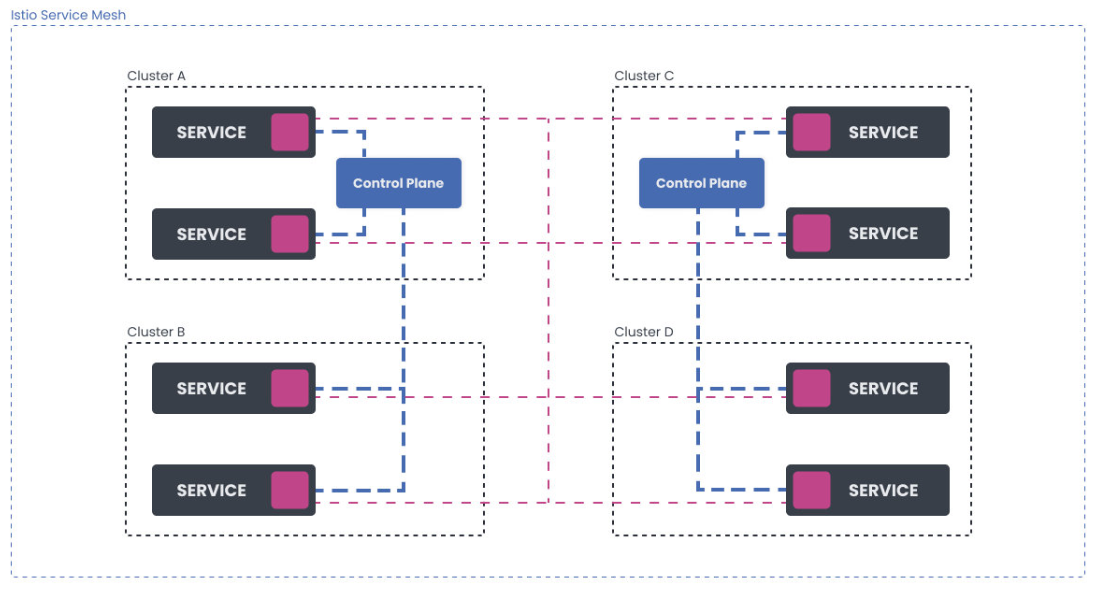 Istio Service Mesh
Cluster A
SERVICE
Control Plane
SERVICE
Cluster C
SERVICE
Control Plane
SERVICE
Cluster B
SERVICE
SERVICE
Cluster D
SERVICE
SERVICE